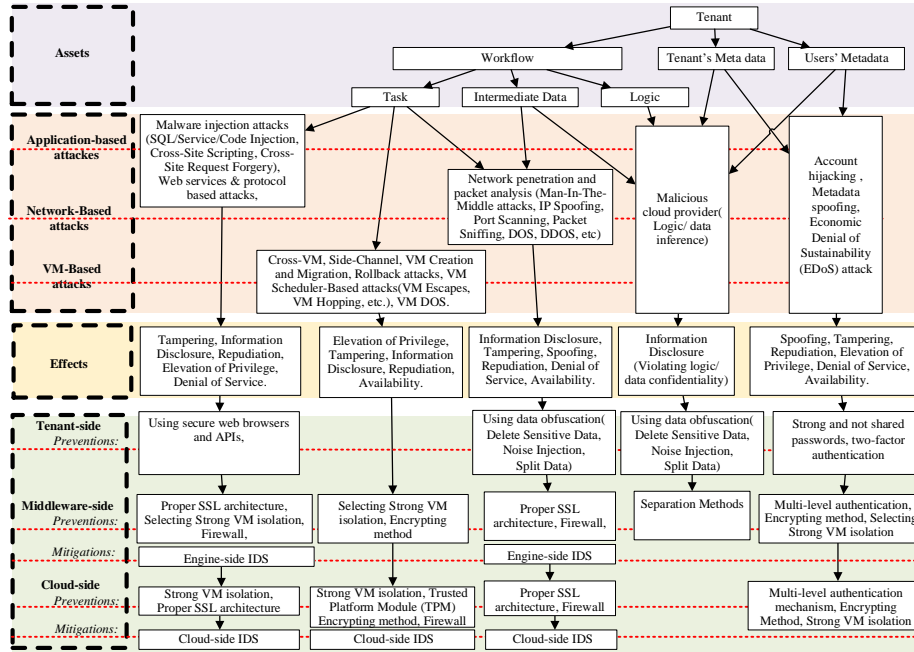 Tenant
Assets
Workflow
Tenant's Meta data
Users' Metadata
Task
Intermediate Data
Logic
Application-based
attackes
Network-Based
attacks
VM-Based
attacks
Malware injection attacks
(SQL/Service/Code Injection,
Cross-Site Scripting, Cross-
Site Request Forgery),
Web services & protocol
based attacks,
Network penetration and
packet analysis (Man-In-The-
Middle attacks, IP Spoofing,
Port Scanning, Packet
Sniffing, DOS, DDOS, etc)
Malicious
cloud provider(
Logic/ data
inference)
Account
hijacking ,
Metadata
spoofing,
Economic
Denial of
Sustainability
(EDoS) attack
Cross-VM, Side-Channel, VM Creation
and Migration, Rollback attacks, VM
Scheduler-Based attacks(VM Escapes,
VM Hopping, etc.), VM DOS.
Effects
Tampering, Information
Disclosure, Repudiation,
Elevation of Privilege,
Denial of Service.
Elevation of Privilege,
Tampering, Information
Disclosure, Repudiation,
Availability.
Information Disclosure,
Tampering, Spoofing,
Repudiation, Denial of
Service, Availability.
Information
Disclosure
(Violating logic/
data confidentiality)
Spoofing, Tampering,
Repudiation, Elevation of
Privilege, Denial of Service,
Availability.
Tenant-side
Preventions:
Using secure web browsers
and APIs,
Using data obfuscation(
Delete Sensitive Data,
Noise Injection,
Split Data)
Using data obfuscation(
Delete Sensitive Data,
Noise Injection,
Split Data)
Strong and not shared
passwords, two-factor
authentication
Middleware-side
Preventions:
Proper SSL architecture,
Selecting Strong VM isolation,
Firewall,
Selecting Strong VM
isolation, Encrypting
method
Proper SSL
architecture, Firewall,
Separation Methods
Multi-level authentication,
Encrypting method, Selecting
Strong VM isolation
Mitigations:
Engine-side IDS
Engine-side IDS
Cloud-side
Preventions:
Strong VM isolation,
Proper SSL architecture
Strong VM isolation, Trusted
Platform Module (TPM)
Encrypting method, Firewall
Proper SSL
architecture, Firewall
Multi-level authentication
mechanism, Encrypting
Method, Strong VM isolation
Mitigations:
Cloud-side IDS
Cloud-side IDS
Cloud-side IDS